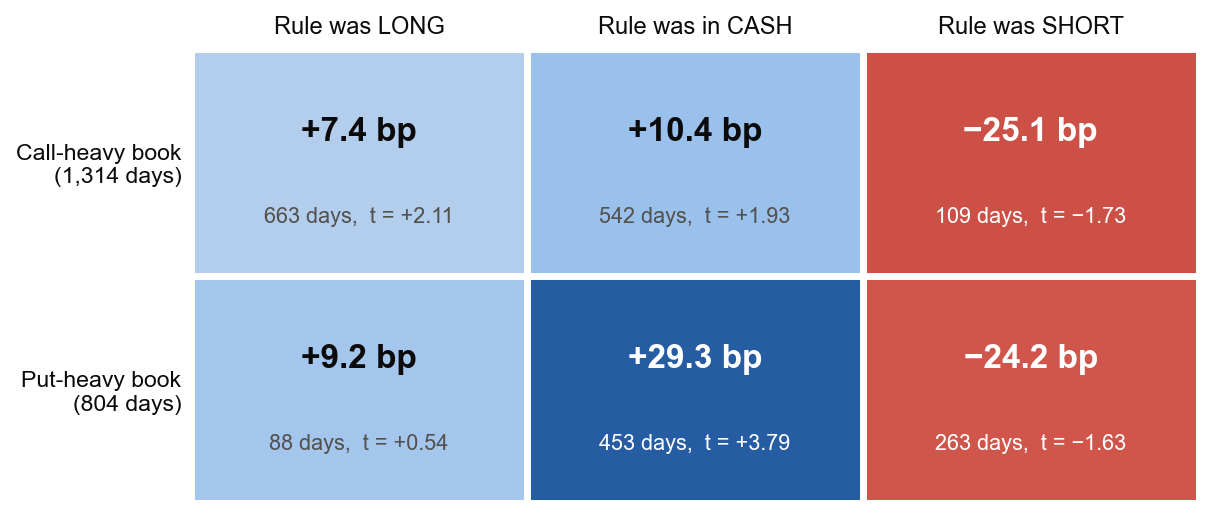 Rule was LONG
Rule was in CASH
Rule was SHORT
Call-heavy book
(1,314 days)
+7.4 bp
663 days,  t = +2.11
+10.4 bp
542 days,  t = +1.93
−25.1 bp
109 days,  t = −1.73
Put-heavy book
(804 days)
+9.2 bp
88 days,  t = +0.54
+29.3 bp
453 days,  t = +3.79
−24.2 bp
263 days,  t = −1.63